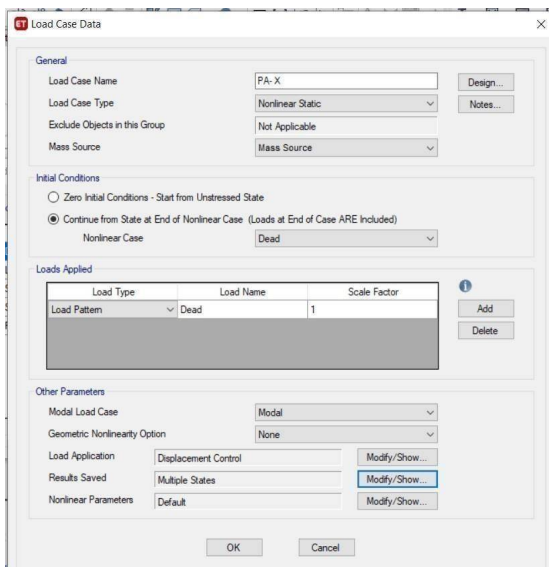 ET Load Case Data
General
Load Case Name PA-X Design...
Load Case Type Nonlinear Static Notes...
Exclude Objects in this Group Not Applicable
Mass Source Mass Source
Initial Conditions
Zero Initial Conditions - Start from Unstressed State
Continue from State at End of Nonlinear Case (Loads at End of Case ARE Included)
Nonlinear Case Dead
Loads Applied
Load Type Load Name Scale Factor
Load Pattern Dead 1 Add
Delete
Other Parameters
Modal Load Case Modal
Geometric Nonlinearity Option None
Load Application Displacement Control Modify/Show...
Results Saved Multiple States Modify/Show...
Nonlinear Parameters Default Modify/Show...
OK Cancel